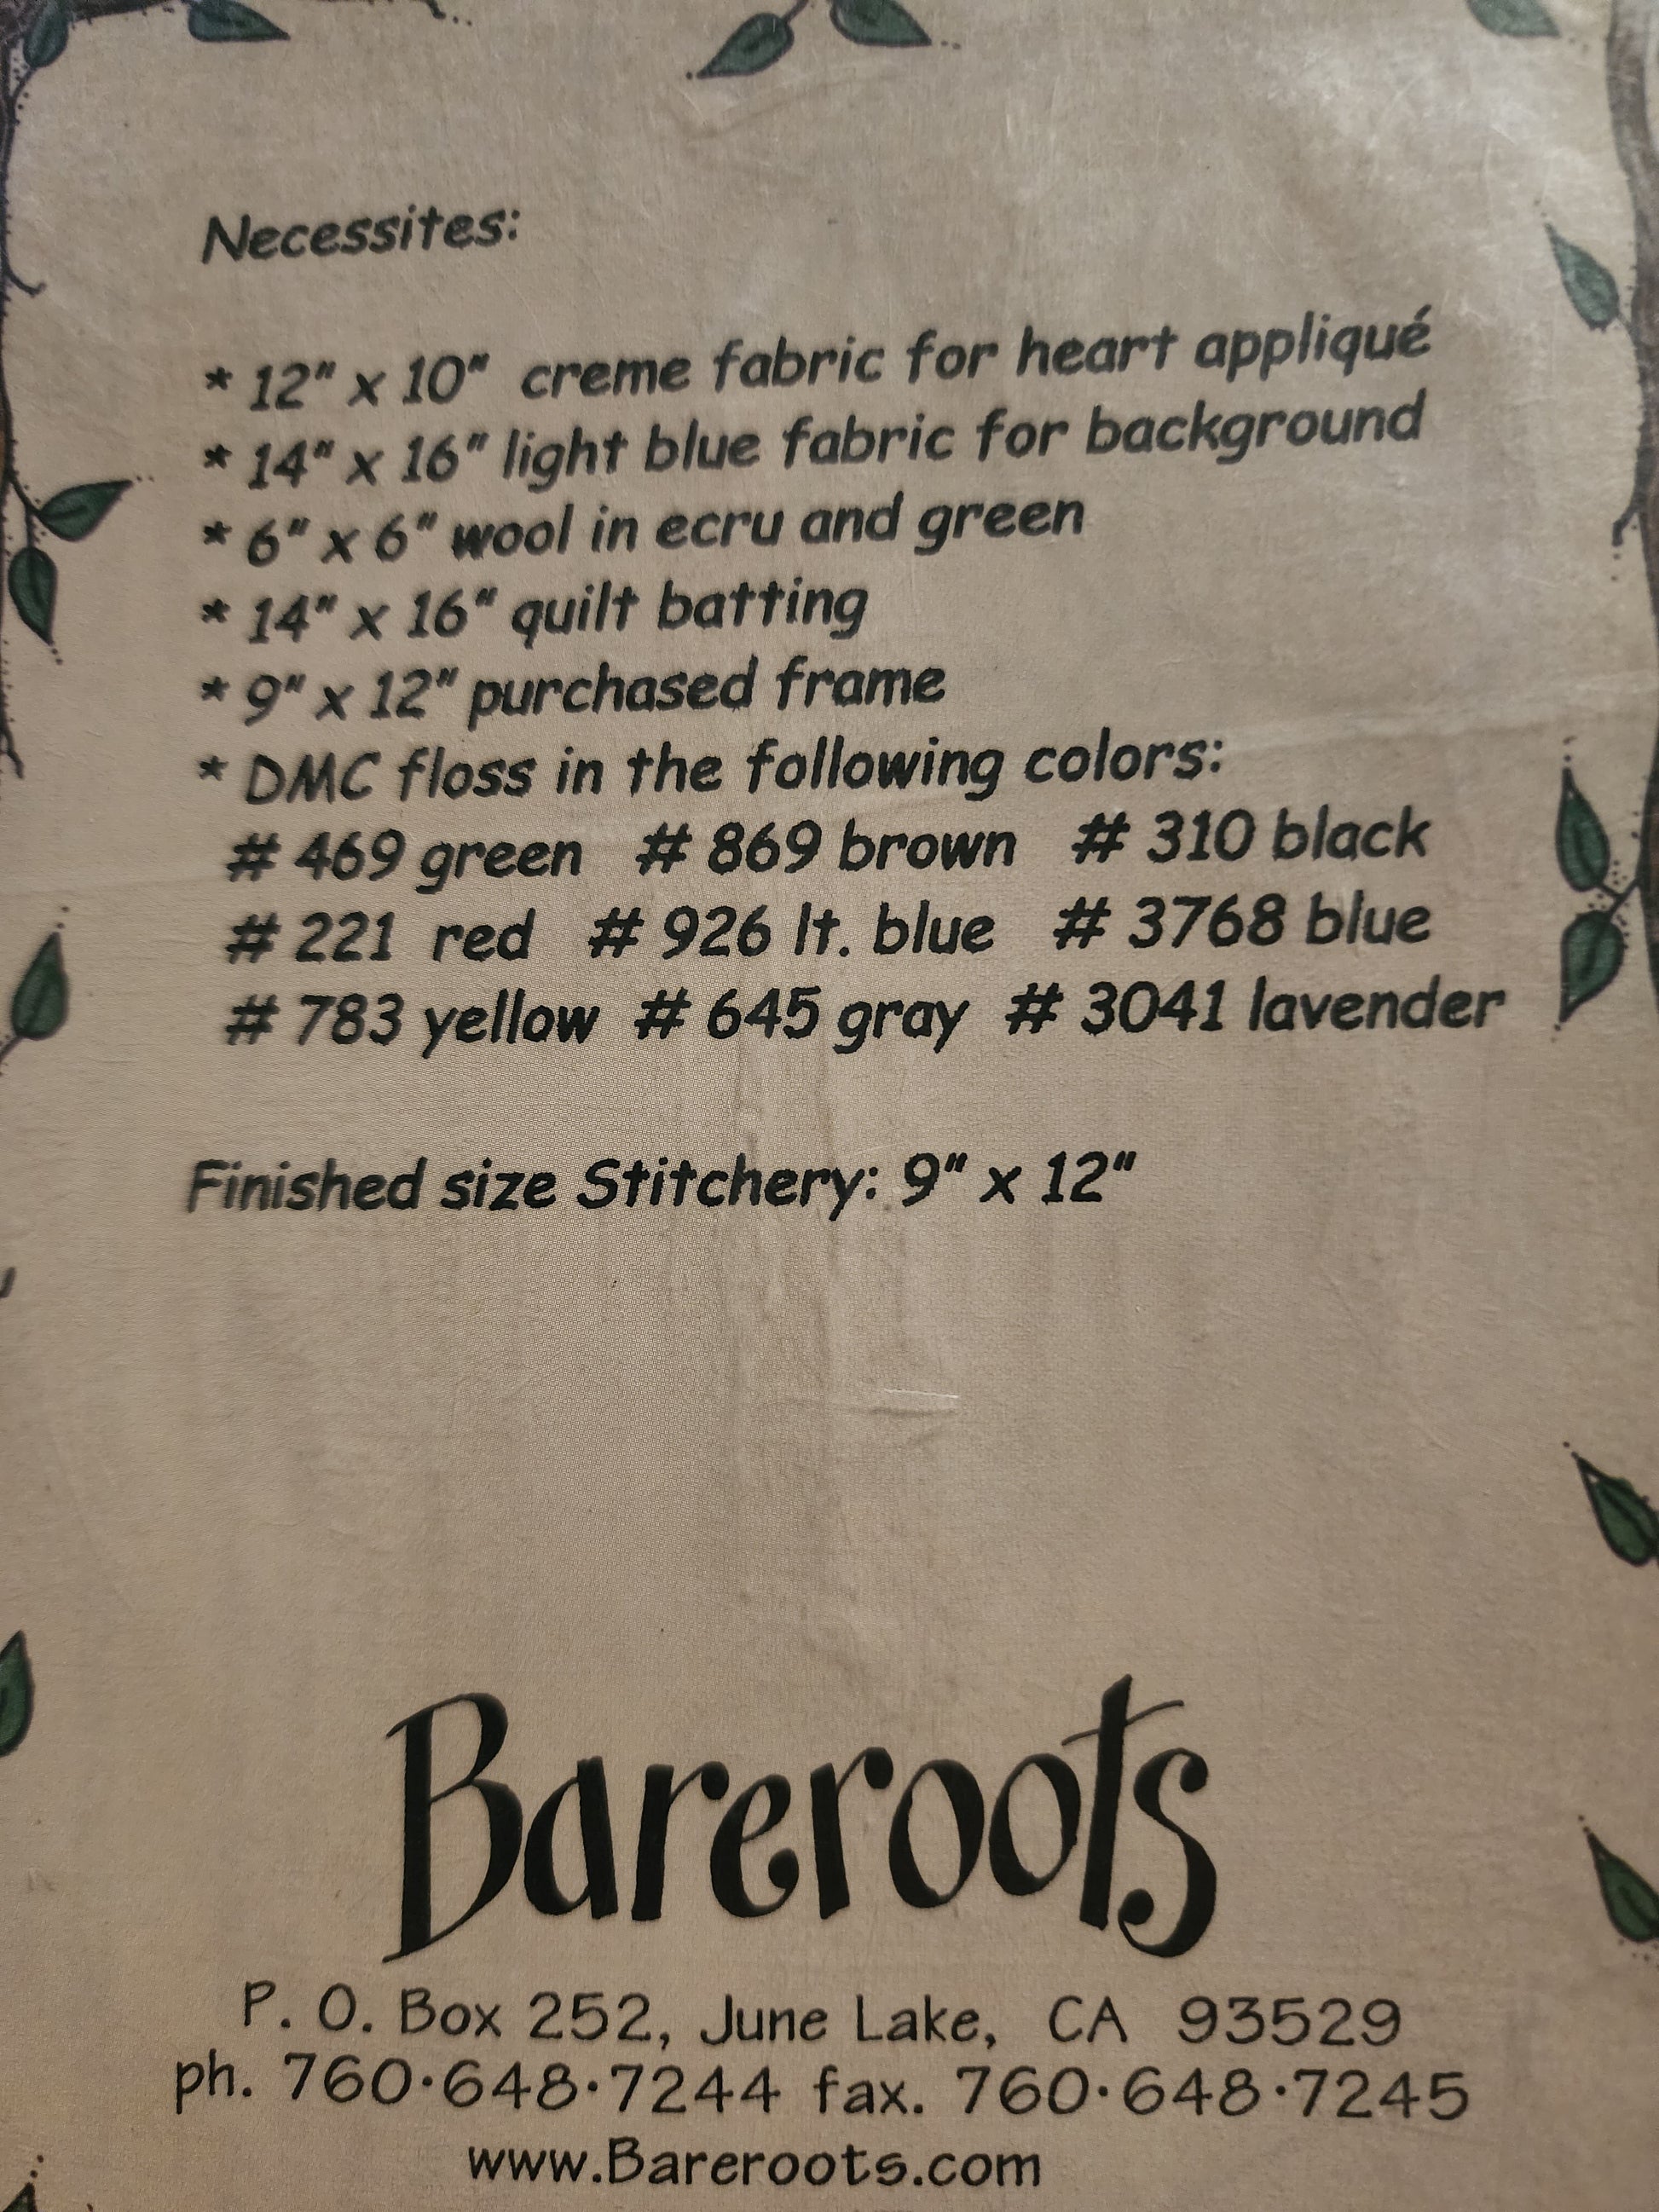 Necessites:
* 12" x 10" creme fabric for heart appliqué
* 14" x 16" light blue fabric for background
* 6" x 6" wool in ecru and green
* 14" x 16" quilt batting
* 9" x 12" purchased frame
* DMC floss in the following colors:
# 469 green # 869 brown # 310 black
# 221 red # 926 lt. blue # 3768 blue
# 783 yellow # 645 gray # 3041 lavender
Finished size Stitchery: 9" x 12"
Bareroots
P. O. Box 252, June Lake, CA 93529
ph. 760·648·7244 fax. 760·648·7245
www.Bareroots.com